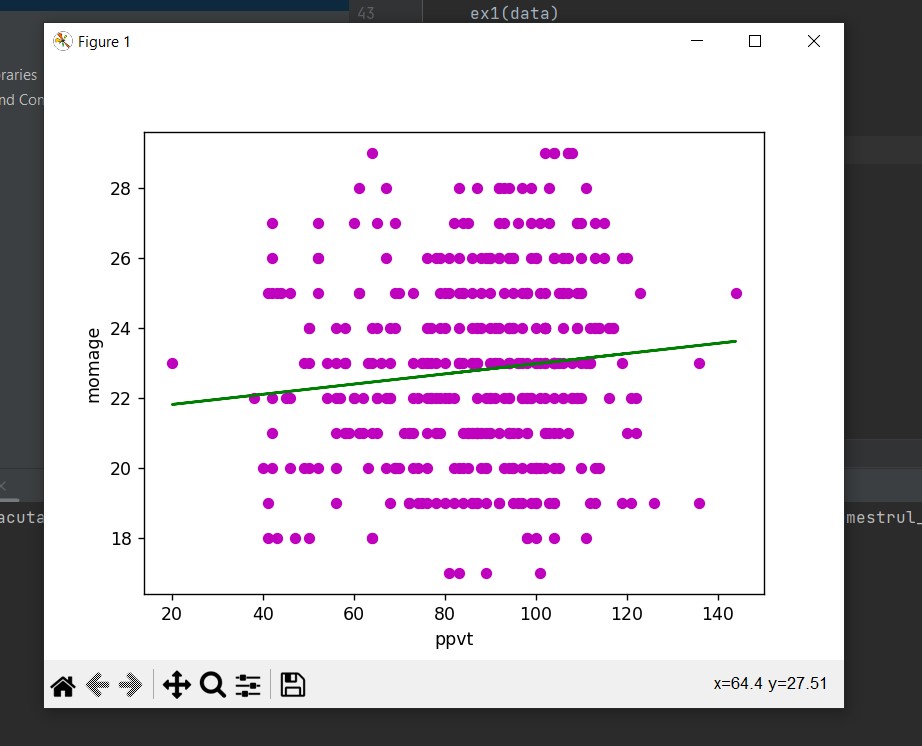 43 ex1(data)
Figure 1
raries
nd Con
28
26
24
22
20
18
momage
20 40 60 80 100 120 140
ppvt
acuta
mestrul_
x=64.4 y=27.51